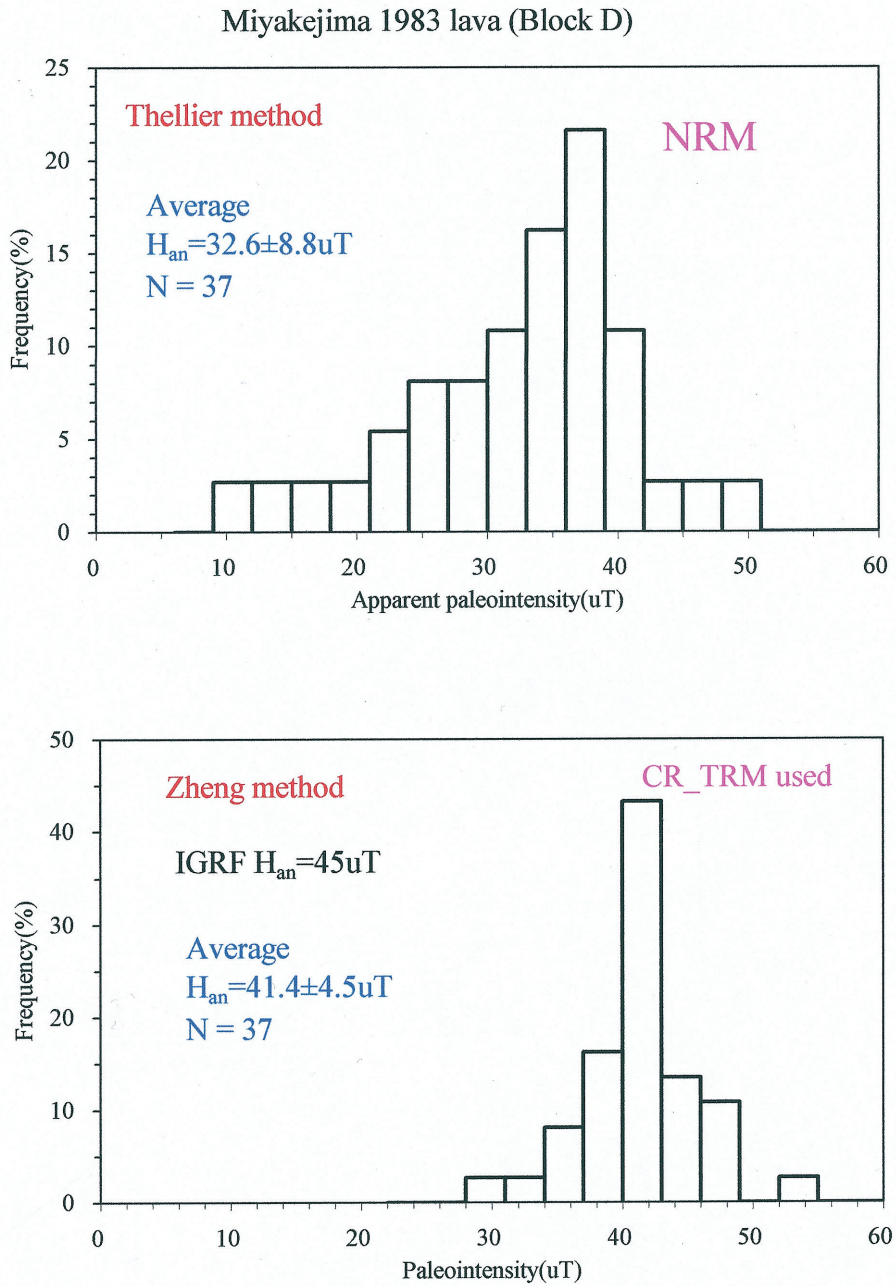 Miyakejima 1983 lava (Block D)
25
20
15
10
5
0
Frequency(%)
Thellier method
NRM
Average
Han=32.6±8.8uT
N = 37
0 10 20 30 40 50 60
Apparent paleointensity(uT)
50
40
30
20
10
0
Frequency(%)
Zheng method
CR_TRM used
IGRF Han=45uT
Average
Han=41.4±4.5uT
N = 37
0 10 20 30 40 50 60
Paleointensity(uT)